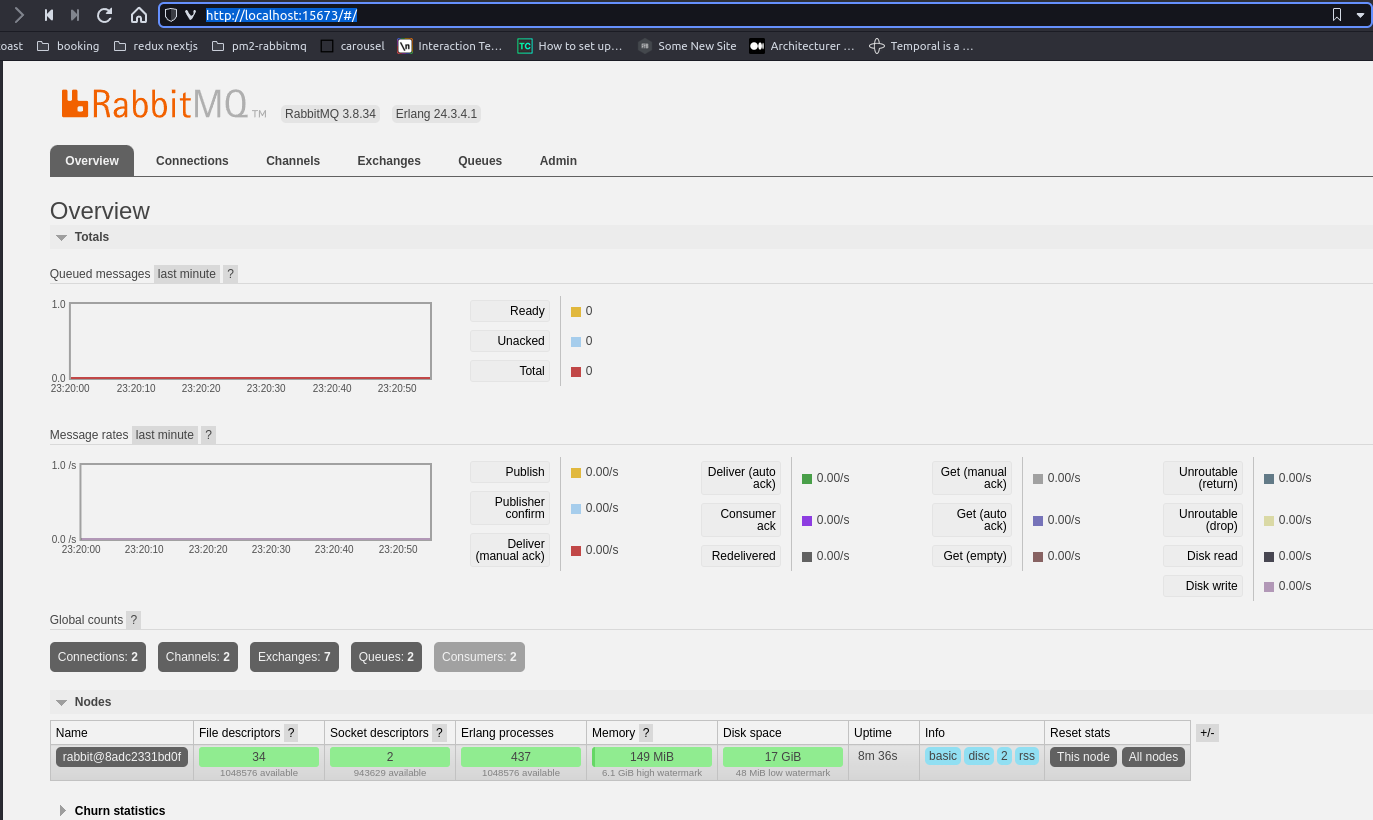 http://localhost:15673/#/
oast booking redux nextjs pm2-rabbitmq carousel \n Interaction Te… TC How to set up… Some New Site Architecturer … Temporal is a …
RabbitMQ TM RabbitMQ 3.8.34 Erlang 24.3.4.1
Overview Connections Channels Exchanges Queues Admin
Overview
Totals
Queued messages last minute ?
1.0
0.0
23:20:00 23:20:10 23:20:20 23:20:30 23:20:40 23:20:50
Ready 0
Unacked 0
Total 0
Message rates last minute ?
1.0 /s
0.0 /s
23:20:00 23:20:10 23:20:20 23:20:30 23:20:40 23:20:50
Publish 0.00/s
Publisher
confirm 0.00/s
Deliver
(manual ack) 0.00/s
Deliver (auto
ack) 0.00/s
Consumer
ack 0.00/s
Redelivered 0.00/s
Get (manual
ack) 0.00/s
Get (auto
ack) 0.00/s
Get (empty) 0.00/s
Unroutable
(return) 0.00/s
Unroutable
(drop) 0.00/s
Disk read 0.00/s
Disk write 0.00/s
Global counts ?
Connections: 2 Channels: 2 Exchanges: 7 Queues: 2 Consumers: 2
Nodes
Name File descriptors ? Socket descriptors ? Erlang processes Memory ? Disk space Uptime Info Reset stats +/-
rabbit@8adc2331bd0f 34 2 437 149 MiB 17 GiB 8m 36s basic disc 2 rss This node All nodes
1048576 available 943629 available 1048576 available 6.1 GiB high watermark 48 MiB low watermark
Churn statistics